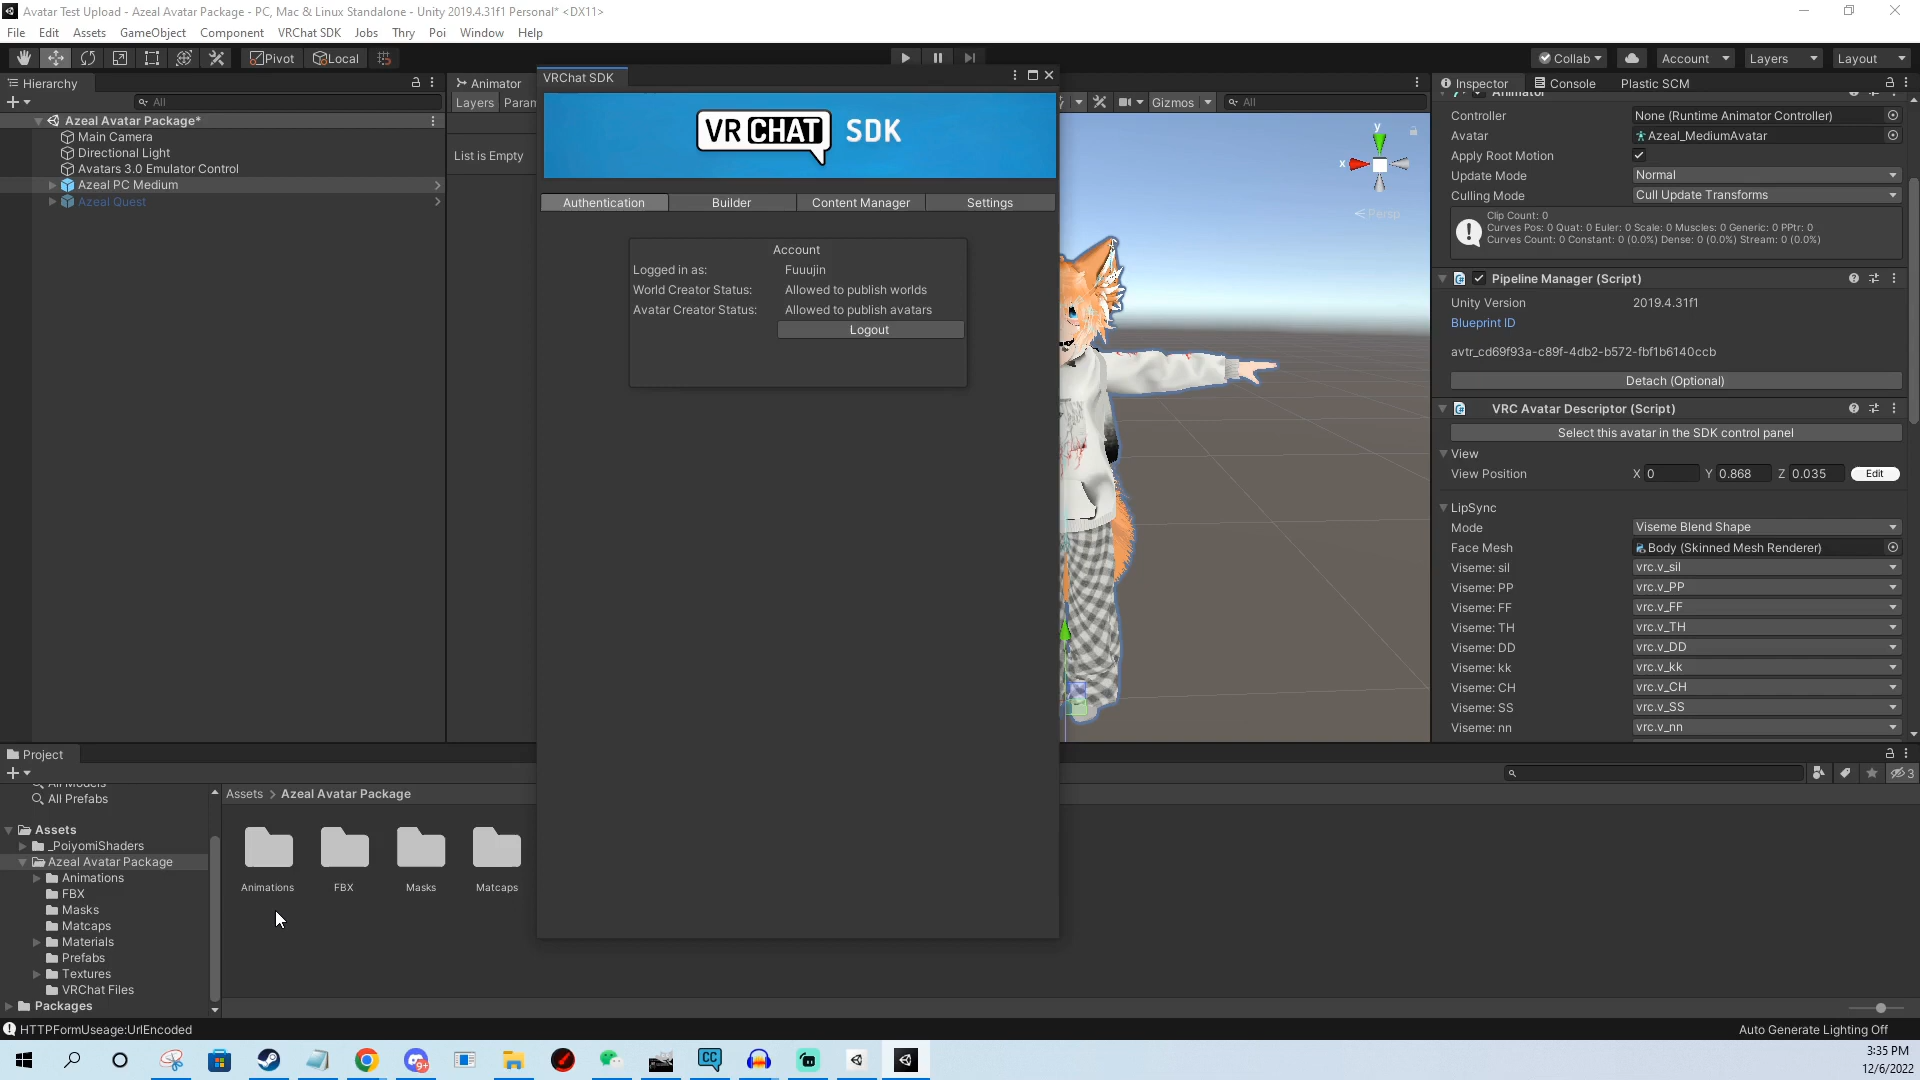 Avatar Test Upload - Azeal Avatar Package - PC, Mac & Linux Standalone - Unity 2019.4.31f1 Personal* <DX11>
File Edit Assets GameObject Component VRChat SDK Jobs Thry Poi Window Help
Pivot Local Collab Account Layers Layout
Hierarchy
All
Azeal Avatar Package*
Main Camera
Directional Light
Avatars 3.0 Emulator Control
Azeal PC Medium
Azeal Quest
Animator
Layers Param
List is Empty
VRChat SDK
VRCHAT SDK
Authentication Builder Content Manager Settings
Account
Logged in as: Fuuujin
World Creator Status: Allowed to publish worlds
Avatar Creator Status: Allowed to publish avatars
Logout
Gizmos All
y
x
Persp
Inspector Console Plastic SCM
Animator
Controller None (Runtime Animator Controller)
Avatar Azeal_MediumAvatar
Apply Root Motion
Update Mode Normal
Culling Mode Cull Update Transforms
Clip Count: 0
Curves Pos: 0 Quat: 0 Euler: 0 Scale: 0 Muscles: 0 Generic: 0 PPtr: 0
Curves Count: 0 Constant: 0 (0.0%) Dense: 0 (0.0%) Stream: 0 (0.0%)
Pipeline Manager (Script)
Unity Version 2019.4.31f1
Blueprint ID
avtr_cd69f93a-c89f-4db2-b572-fbf1b6140ccb
Detach (Optional)
VRC Avatar Descriptor (Script)
Select this avatar in the SDK control panel
View
View Position X 0 Y 0.868 Z 0.035 Edit
LipSync
Mode Viseme Blend Shape
Face Mesh Body (Skinned Mesh Renderer)
Viseme: sil vrc.v_sil
Viseme: PP vrc.v_PP
Viseme: FF vrc.v_FF
Viseme: TH vrc.v_TH
Viseme: DD vrc.v_DD
Viseme: kk vrc.v_kk
Viseme: CH vrc.v_CH
Viseme: SS vrc.v_SS
Viseme: nn vrc.v_nn
Project
3
All Models
All Prefabs
Assets
_PoiyomiShaders
Azeal Avatar Package
Animations
FBX
Masks
Matcaps
Materials
Prefabs
Textures
VRChat Files
Packages
Assets > Azeal Avatar Package
Animations FBX Masks Matcaps
HTTPFormUseage:UrlEncoded
Auto Generate Lighting Off
9+
CC
3:35 PM
12/6/2022